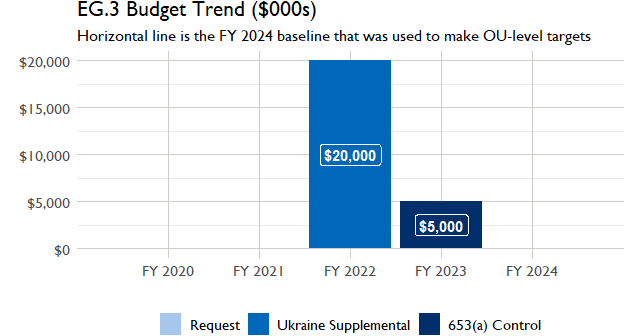 EG.3 Budget Trend ($000s)
Horizontal line is the FY 2024 baseline that was used to make OU-level targets
$20,000
$15,000
$10,000
$5,000
$0
$20,000
$5,000
FY 2020 FY 2021 FY 2022 FY 2023 FY 2024
Request Ukraine Supplemental 653(a) Control